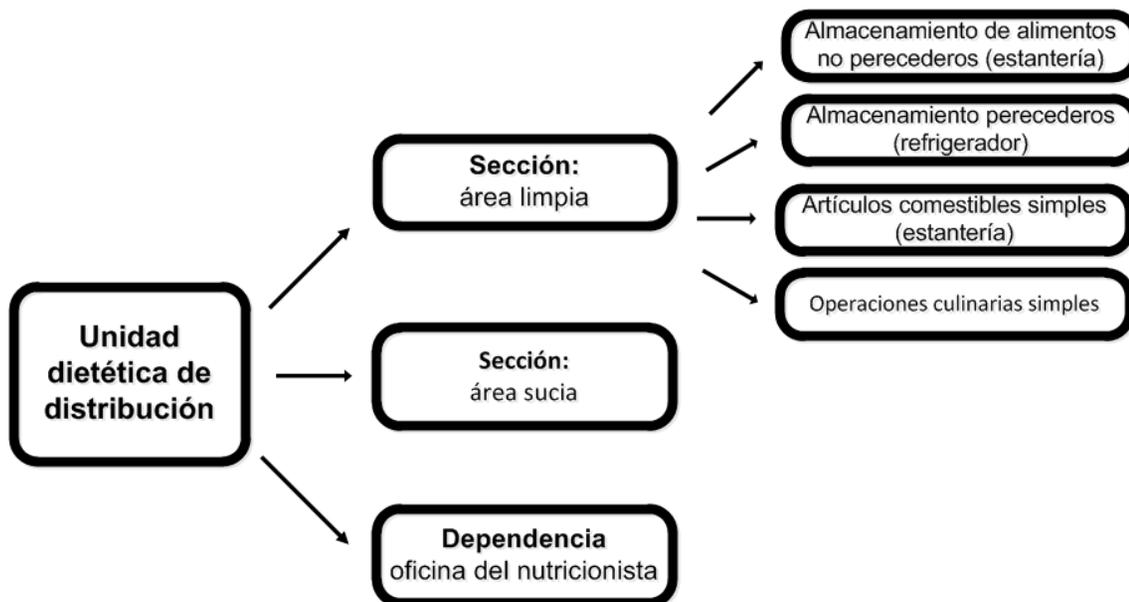 Almacenamiento de alimentos
no perecederos (estantería)
Almacenamiento perecederos
(refrigerador)
Sección:
área limpia
Artículos comestibles simples
(estantería)
Operaciones culinarias simples
Unidad
dietética de
distribución
Sección:
área sucia
Dependencia
oficina del nutricionista